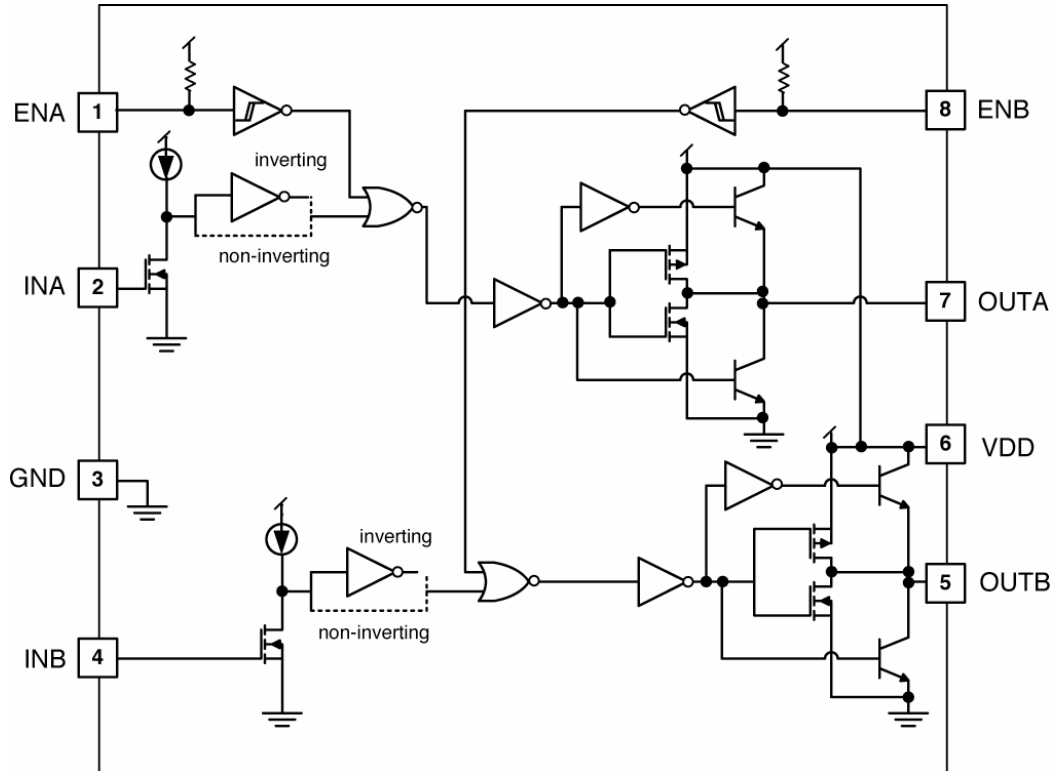 ENA 1
8 ENB
inverting
non-inverting
INA 2
7 OUTA
6 VDD
GND 3
inverting
non-inverting
5 OUTB
INB 4